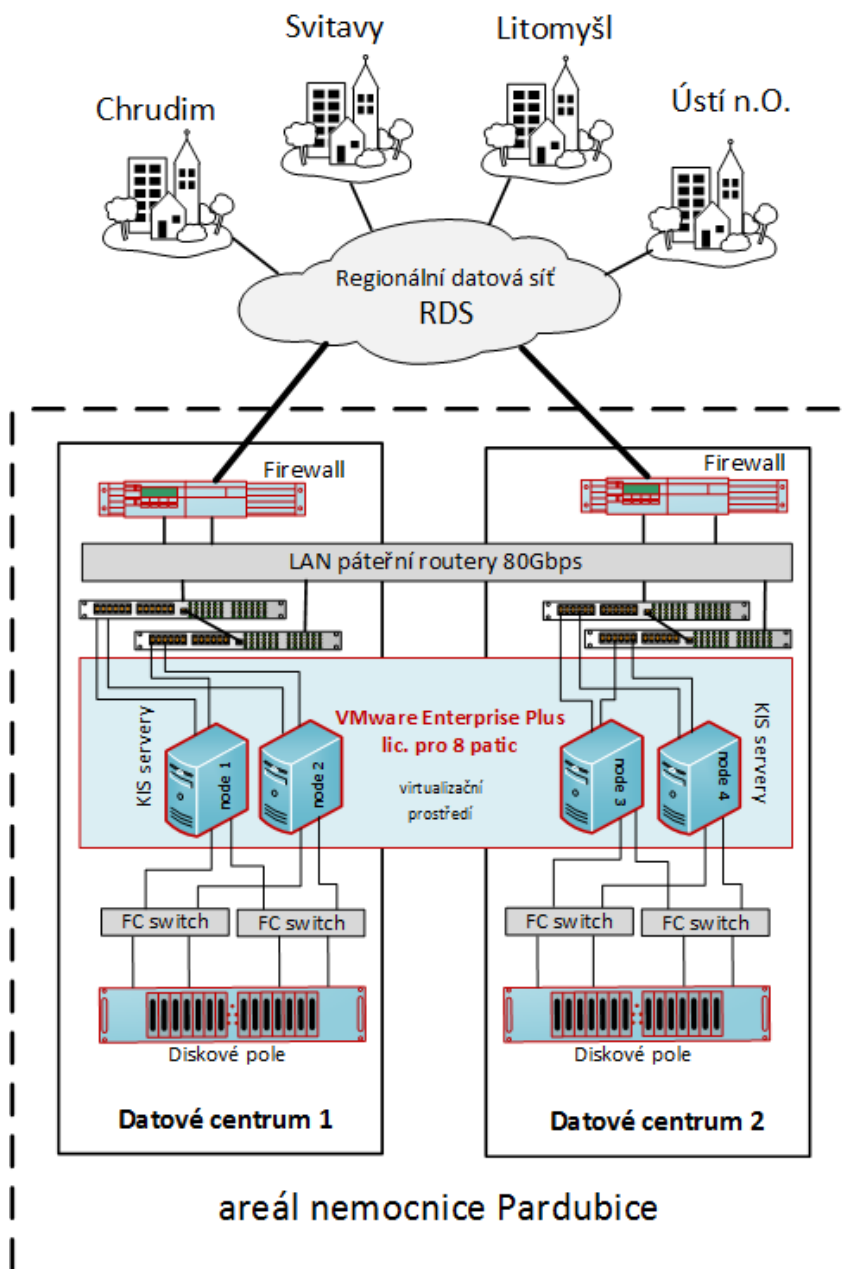 Svitavy
Litomyšl
Chrudim
Ústí n.O.
Regionální datová síť
RDS
Firewall
Firewall
LAN páteřní routery 80Gbps
KIS servery
node 1
node 2
VMware Enterprise Plus
lic. pro 8 patic
virtualizační
prostředí
node 3
node 4
KIS servery
FC switch
FC switch
FC switch
FC switch
Diskové pole
Diskové pole
Datové centrum 1
Datové centrum 2
areál nemocnice Pardubice